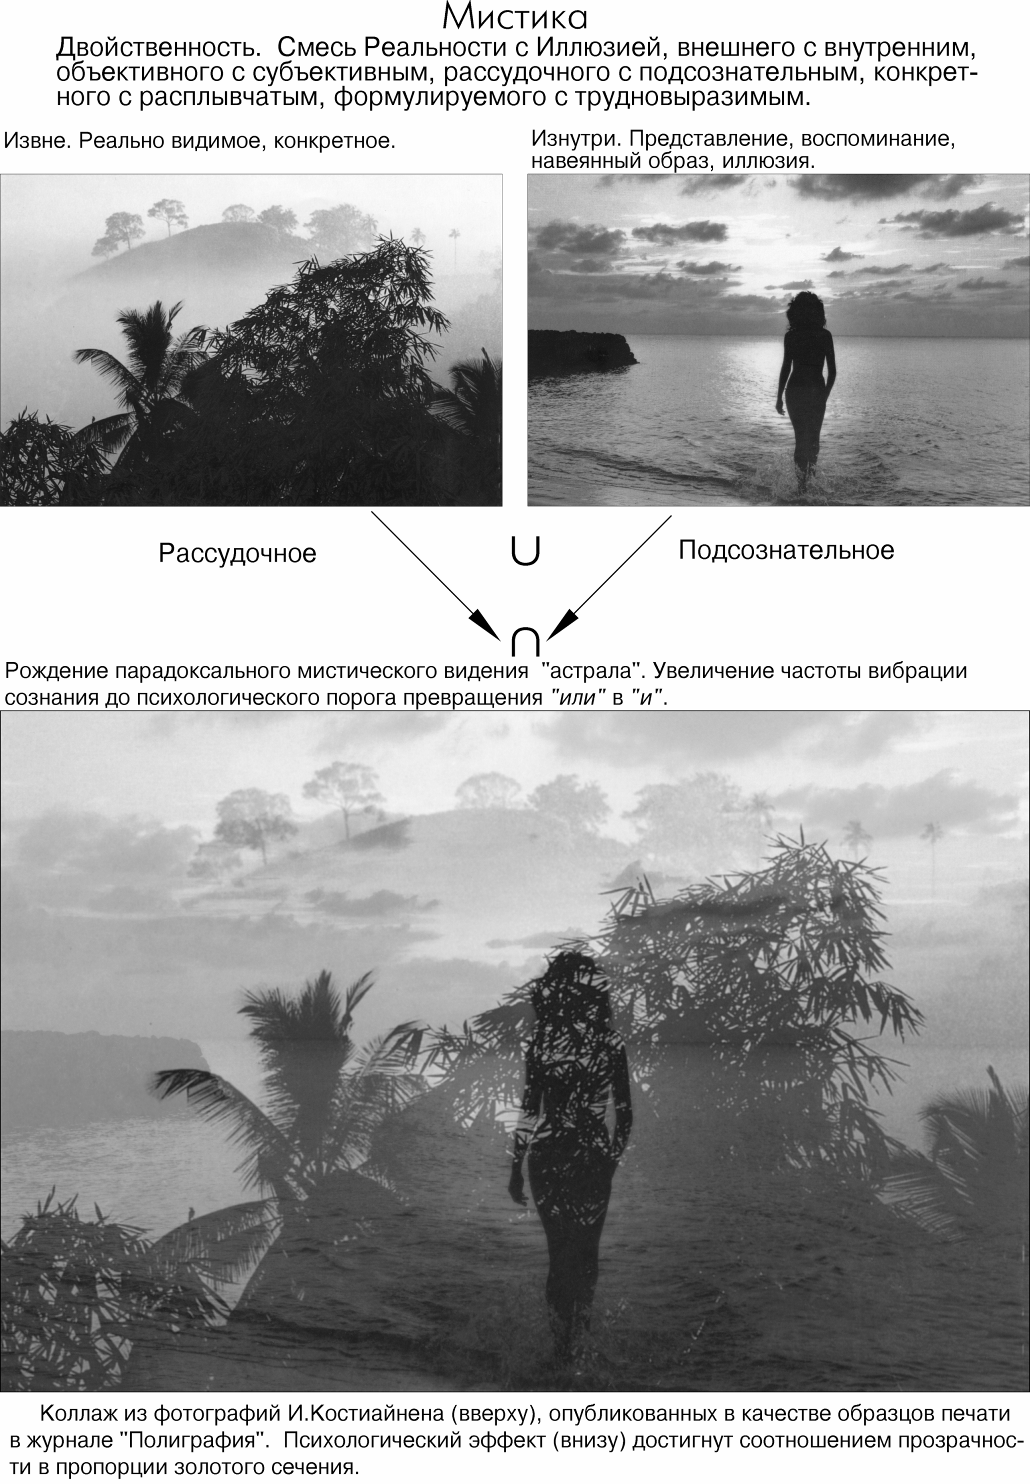 Мистика
Двойственность. Смесь Реальности с Иллюзией, внешнего с внутренним,
объективного с субъективным, рассудочного с подсознательным, конкрет-
ного с расплывчатым, формулируемого с трудновыразимым.
Извне. Реально видимое, конкретное.
Изнутри. Представление, воспоминание,
навеянный образ, иллюзия.
Рассудочное
∪
Подсознательное
∩
Рождение парадоксального мистического видения "астрала". Увеличение частоты вибрации
сознания до психологического порога превращения "или" в "и".
Коллаж из фотографий И.Костиайнена (вверху), опубликованных в качестве образцов печати
в журнале "Полиграфия". Психологический эффект (внизу) достигнут соотношением прозрачнос-
ти в пропорции золотого сечения.